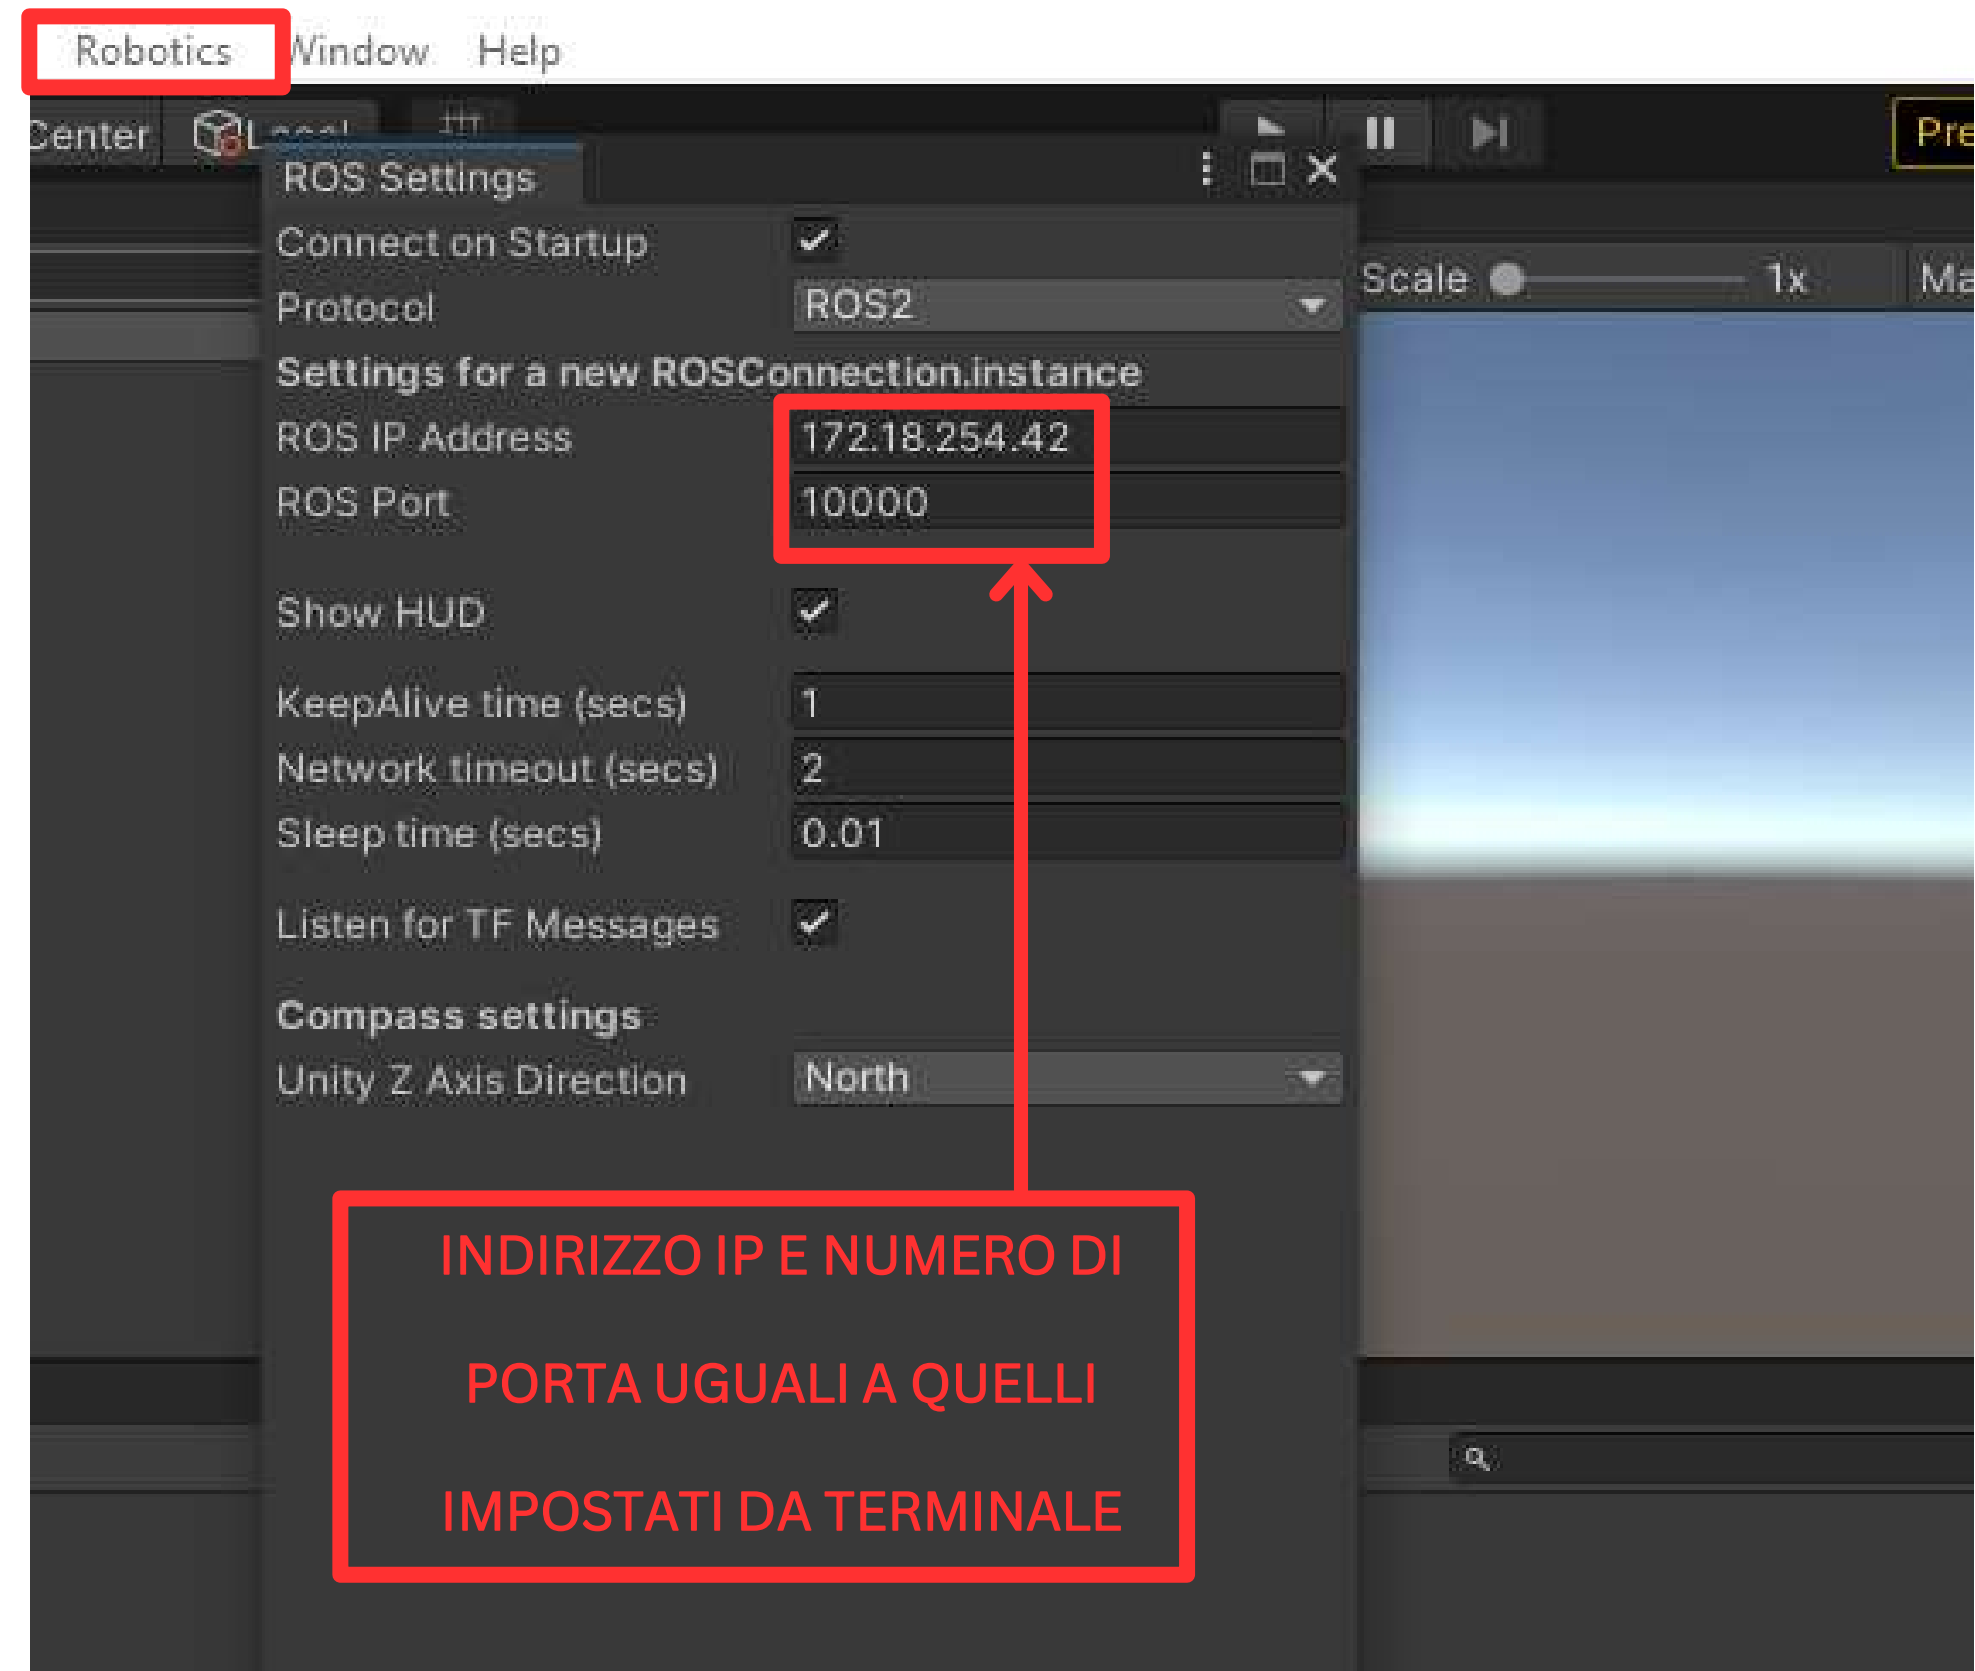 Robotics Window Help
Center Local
Pre
ROS Settings
Connect on Startup
Protocol ROS2
Scale 1x Ma
Settings for a new ROSConnection.instance
ROS IP Address 172.18.254.42
ROS Port 10000
Show HUD
KeepAlive time (secs) 1
Network timeout (secs) 2
Sleep time (secs) 0.01
Listen for TF Messages
Compass settings
Unity Z Axis Direction North
INDIRIZZO IP E NUMERO DI
PORTA UGUALI A QUELLI
IMPOSTATI DA TERMINALE